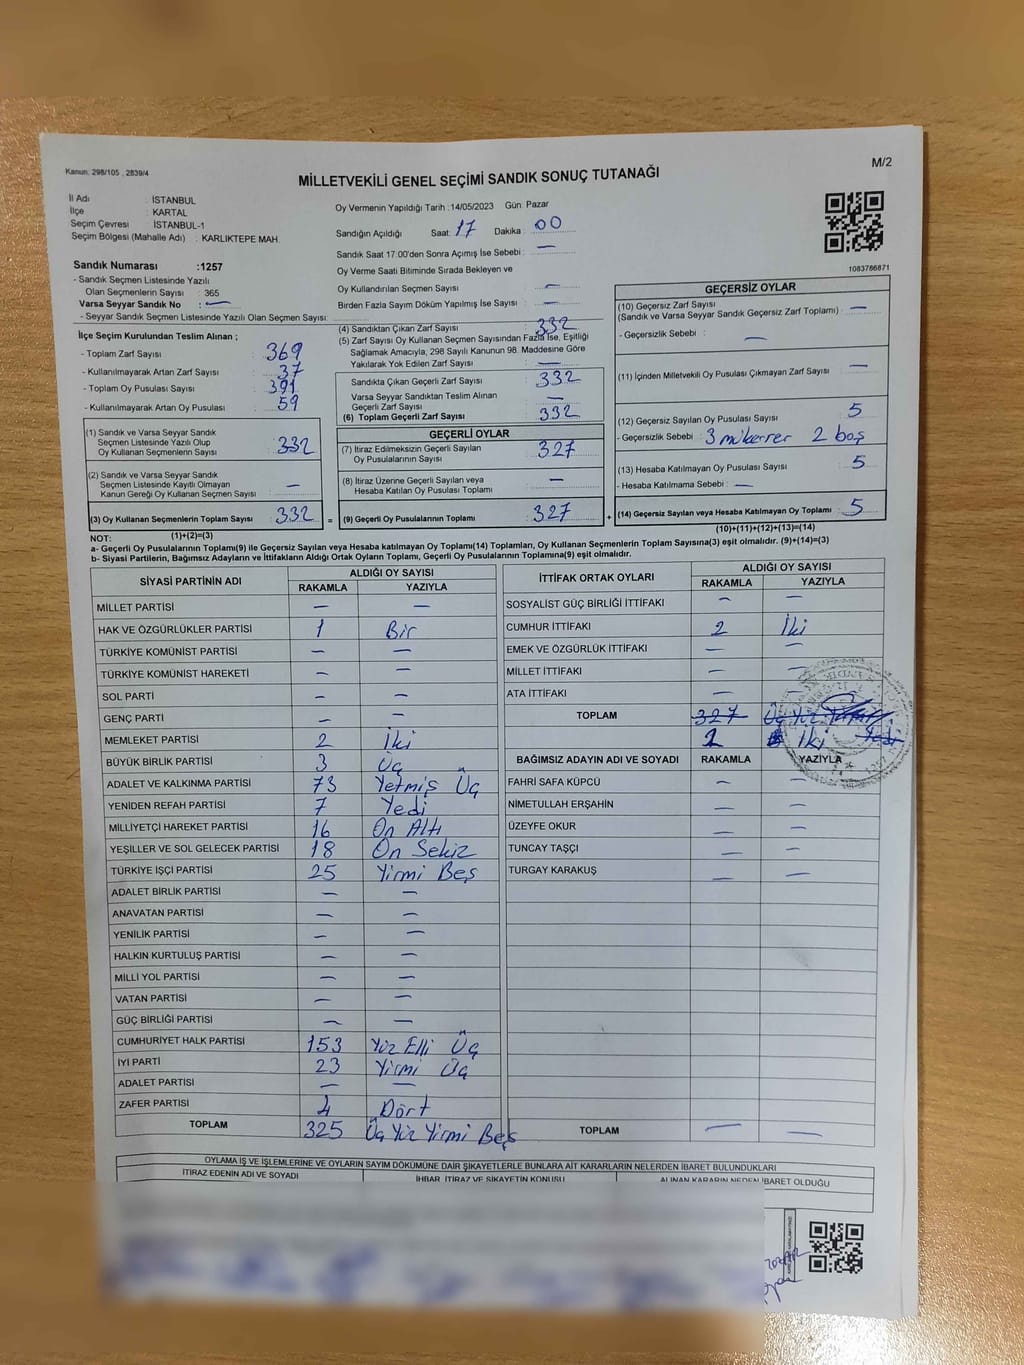 Kanun: 298/105 , 2839/4
M/2
MİLLETVEKİLİ GENEL SEÇİMİ SANDIK SONUÇ TUTANAĞI
İl Adı : İSTANBUL
İlçe : KARTAL
Seçim Çevresi : İSTANBUL-1
Seçim Bölgesi (Mahalle Adı) : KARLIKTEPE MAH.
Sandık Numarası :1257
- Sandık Seçmen Listesinde Yazılı
Olan Seçmenlerin Sayısı : 365
Varsa Seyyar Sandık No : —
- Seyyar Sandık Seçmen Listesinde Yazılı Olan Seçmen Sayısı:
Oy Vermenin Yapıldığı Tarih :14/05/2023 Gün: Pazar
Sandığın Açıldığı Saat: 17 Dakika : 00
Sandık Saat 17:00'den Sonra Açımış İse Sebebi : —
Oy Verme Saati Bitiminde Sırada Bekleyen ve
Oy Kullandırılan Seçmen Sayısı —
Birden Fazla Sayım Döküm Yapılmış İse Sayısı —
1083766871
İlçe Seçim Kurulundan Teslim Alınan ;
- Toplam Zarf Sayısı 369
- Kullanılmayarak Artan Zarf Sayısı 37
- Toplam Oy Pusulası Sayısı 391
- Kullanılmayarak Artan Oy Pusulası 59
(1) Sandık ve Varsa Seyyar Sandık
Seçmen Listesinde Yazılı Olup
Oy Kullanan Seçmenlerin Sayısı 332
(2) Sandık ve Varsa Seyyar Sandık
Seçmen Listesinde Kayıtlı Olmayan
Kanun Gereği Oy Kullanan Seçmen Sayısı —
(3) Oy Kullanan Seçmenlerin Toplam Sayısı 332 =
(1)+(2)=(3)
(4) Sandıktan Çıkan Zarf Sayısı 332
(5) Zarf Sayısı Oy Kullanan Seçmen Sayısından Fazla İse, Eşitliği
Sağlamak Amacıyla, 298 Sayılı Kanunun 98. Maddesine Göre
Yakılarak Yok Edilen Zarf Sayısı —
Sandıkta Çıkan Geçerli Zarf Sayısı 332
Varsa Seyyar Sandıktan Teslim Alınan
Geçerli Zarf Sayısı —
(6) Toplam Geçerli Zarf Sayısı 332
GEÇERLİ OYLAR
(7) İtiraz Edilmeksizin Geçerli Sayılan
Oy Pusulalarının Sayısı 327
(8) İtiraz Üzerine Geçerli Sayılan veya
Hesaba Katılan Oy Pusulası Toplamı —
(9) Geçerli Oy Pusulalarının Toplamı 327 +
GEÇERSİZ OYLAR
(10) Geçersiz Zarf Sayısı
(Sandık ve Varsa Seyyar Sandık Geçersiz Zarf Toplamı) : —
- Geçersizlik Sebebi : —
(11) İçinden Milletvekili Oy Pusulası Çıkmayan Zarf Sayısı —
(12) Geçersiz Sayılan Oy Pusulası Sayısı 5
- Geçersizlik Sebebi : 3 mükerrer 2 boş
(13) Hesaba Katılmayan Oy Pusulası Sayısı 5
- Hesaba Katılmama Sebebi : —
(14) Geçersiz Sayılan veya Hesaba Katılmayan Oy Toplamı 5
(10)+(11)+(12)+(13)=(14)
NOT:
a- Geçerli Oy Pusulalarının Toplamı(9) ile Geçersiz Sayılan veya Hesaba katılmayan Oy Toplamı(14) Toplamları, Oy Kullanan Seçmenlerin Toplam Sayısına(3) eşit olmalıdır. (9)+(14)=(3)
b- Siyasi Partilerin, Bağımsız Adayların ve İttifakların Aldığı Ortak Oyların Toplamı, Geçerli Oy Pusulalarının Toplamına(9) eşit olmalıdır.
SİYASİ PARTİNİN ADI ALDIĞI OY SAYISI
RAKAMLA YAZIYLA
MİLLET PARTİSİ — —
HAK VE ÖZGÜRLÜKLER PARTİSİ 1 Bir
TÜRKİYE KOMÜNİST PARTİSİ — —
TÜRKİYE KOMÜNİST HAREKETİ — —
SOL PARTİ — —
GENÇ PARTİ — —
MEMLEKET PARTİSİ 2 İki
BÜYÜK BİRLİK PARTİSİ 3 Üç
ADALET VE KALKINMA PARTİSİ 73 Yetmiş Üç
YENİDEN REFAH PARTİSİ 7 Yedi
MİLLİYETÇİ HAREKET PARTİSİ 16 On Altı
YEŞİLLER VE SOL GELECEK PARTİSİ 18 On Sekiz
TÜRKİYE İŞÇİ PARTİSİ 25 Yirmi Beş
ADALET BİRLİK PARTİSİ — —
ANAVATAN PARTİSİ — —
YENİLİK PARTİSİ — —
HALKIN KURTULUŞ PARTİSİ — —
MİLLİ YOL PARTİSİ — —
VATAN PARTİSİ — —
GÜÇ BİRLİĞİ PARTİSİ — —
CUMHURİYET HALK PARTİSİ 153 Yüz Elli Üç
İYİ PARTİ 23 Yirmi Üç
ADALET PARTİSİ — —
ZAFER PARTİSİ 4 Dört
TOPLAM 325 Üç Yüz Yirmi Beş
İTTİFAK ORTAK OYLARI ALDIĞI OY SAYISI
RAKAMLA YAZIYLA
SOSYALİST GÜÇ BİRLİĞİ İTTİFAKI — —
CUMHUR İTTİFAKI 2 İki
EMEK VE ÖZGÜRLÜK İTTİFAKI — —
MİLLET İTTİFAKI — —
ATA İTTİFAKI — —
TOPLAM 327 Üç Yüz Yedi
2 İki
BAĞIMSIZ ADAYIN ADI VE SOYADI RAKAMLA YAZIYLA
FAHRİ SAFA KÜPCÜ — —
NİMETULLAH ERŞAHİN — —
ÜZEYFE OKUR — —
TUNCAY TAŞÇI — —
TURGAY KARAKUŞ — —
TOPLAM — —
OYLAMA İŞ VE İŞLEMLERİNE VE OYLARIN SAYIM DÖKÜMÜNE DAİR ŞİKAYETLERLE BUNLARA AİT KARARLARIN NELERDEN İBARET BULUNDUKLARI
İTİRAZ EDENİN ADI VE SOYADI İHBAR, İTİRAZ VE ŞİKAYETİN KONUSU ALINAN KARARIN NEDEN İBARET OLDUĞU